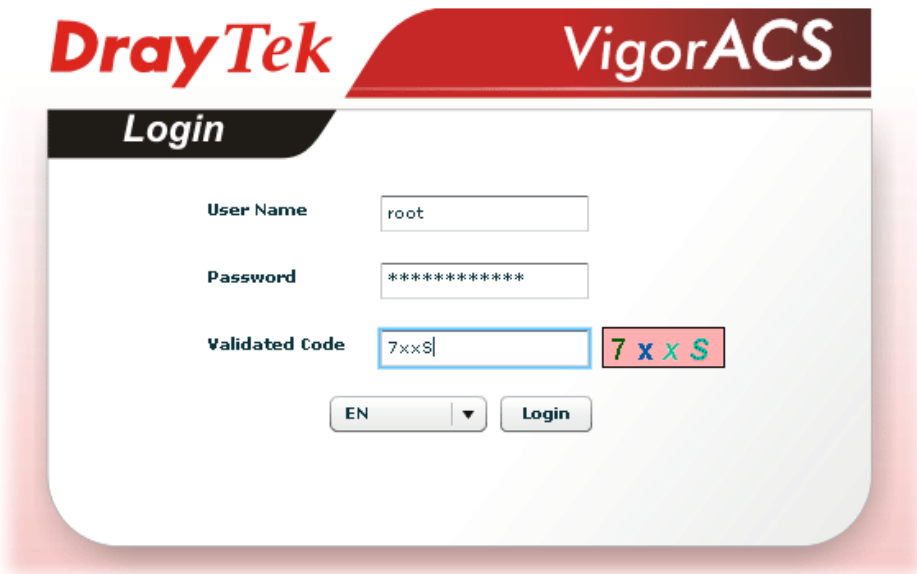 DrayTek VigorACS
Login
User Name root
Password ************
Validated Code 7xxS 7 x x S
EN Login